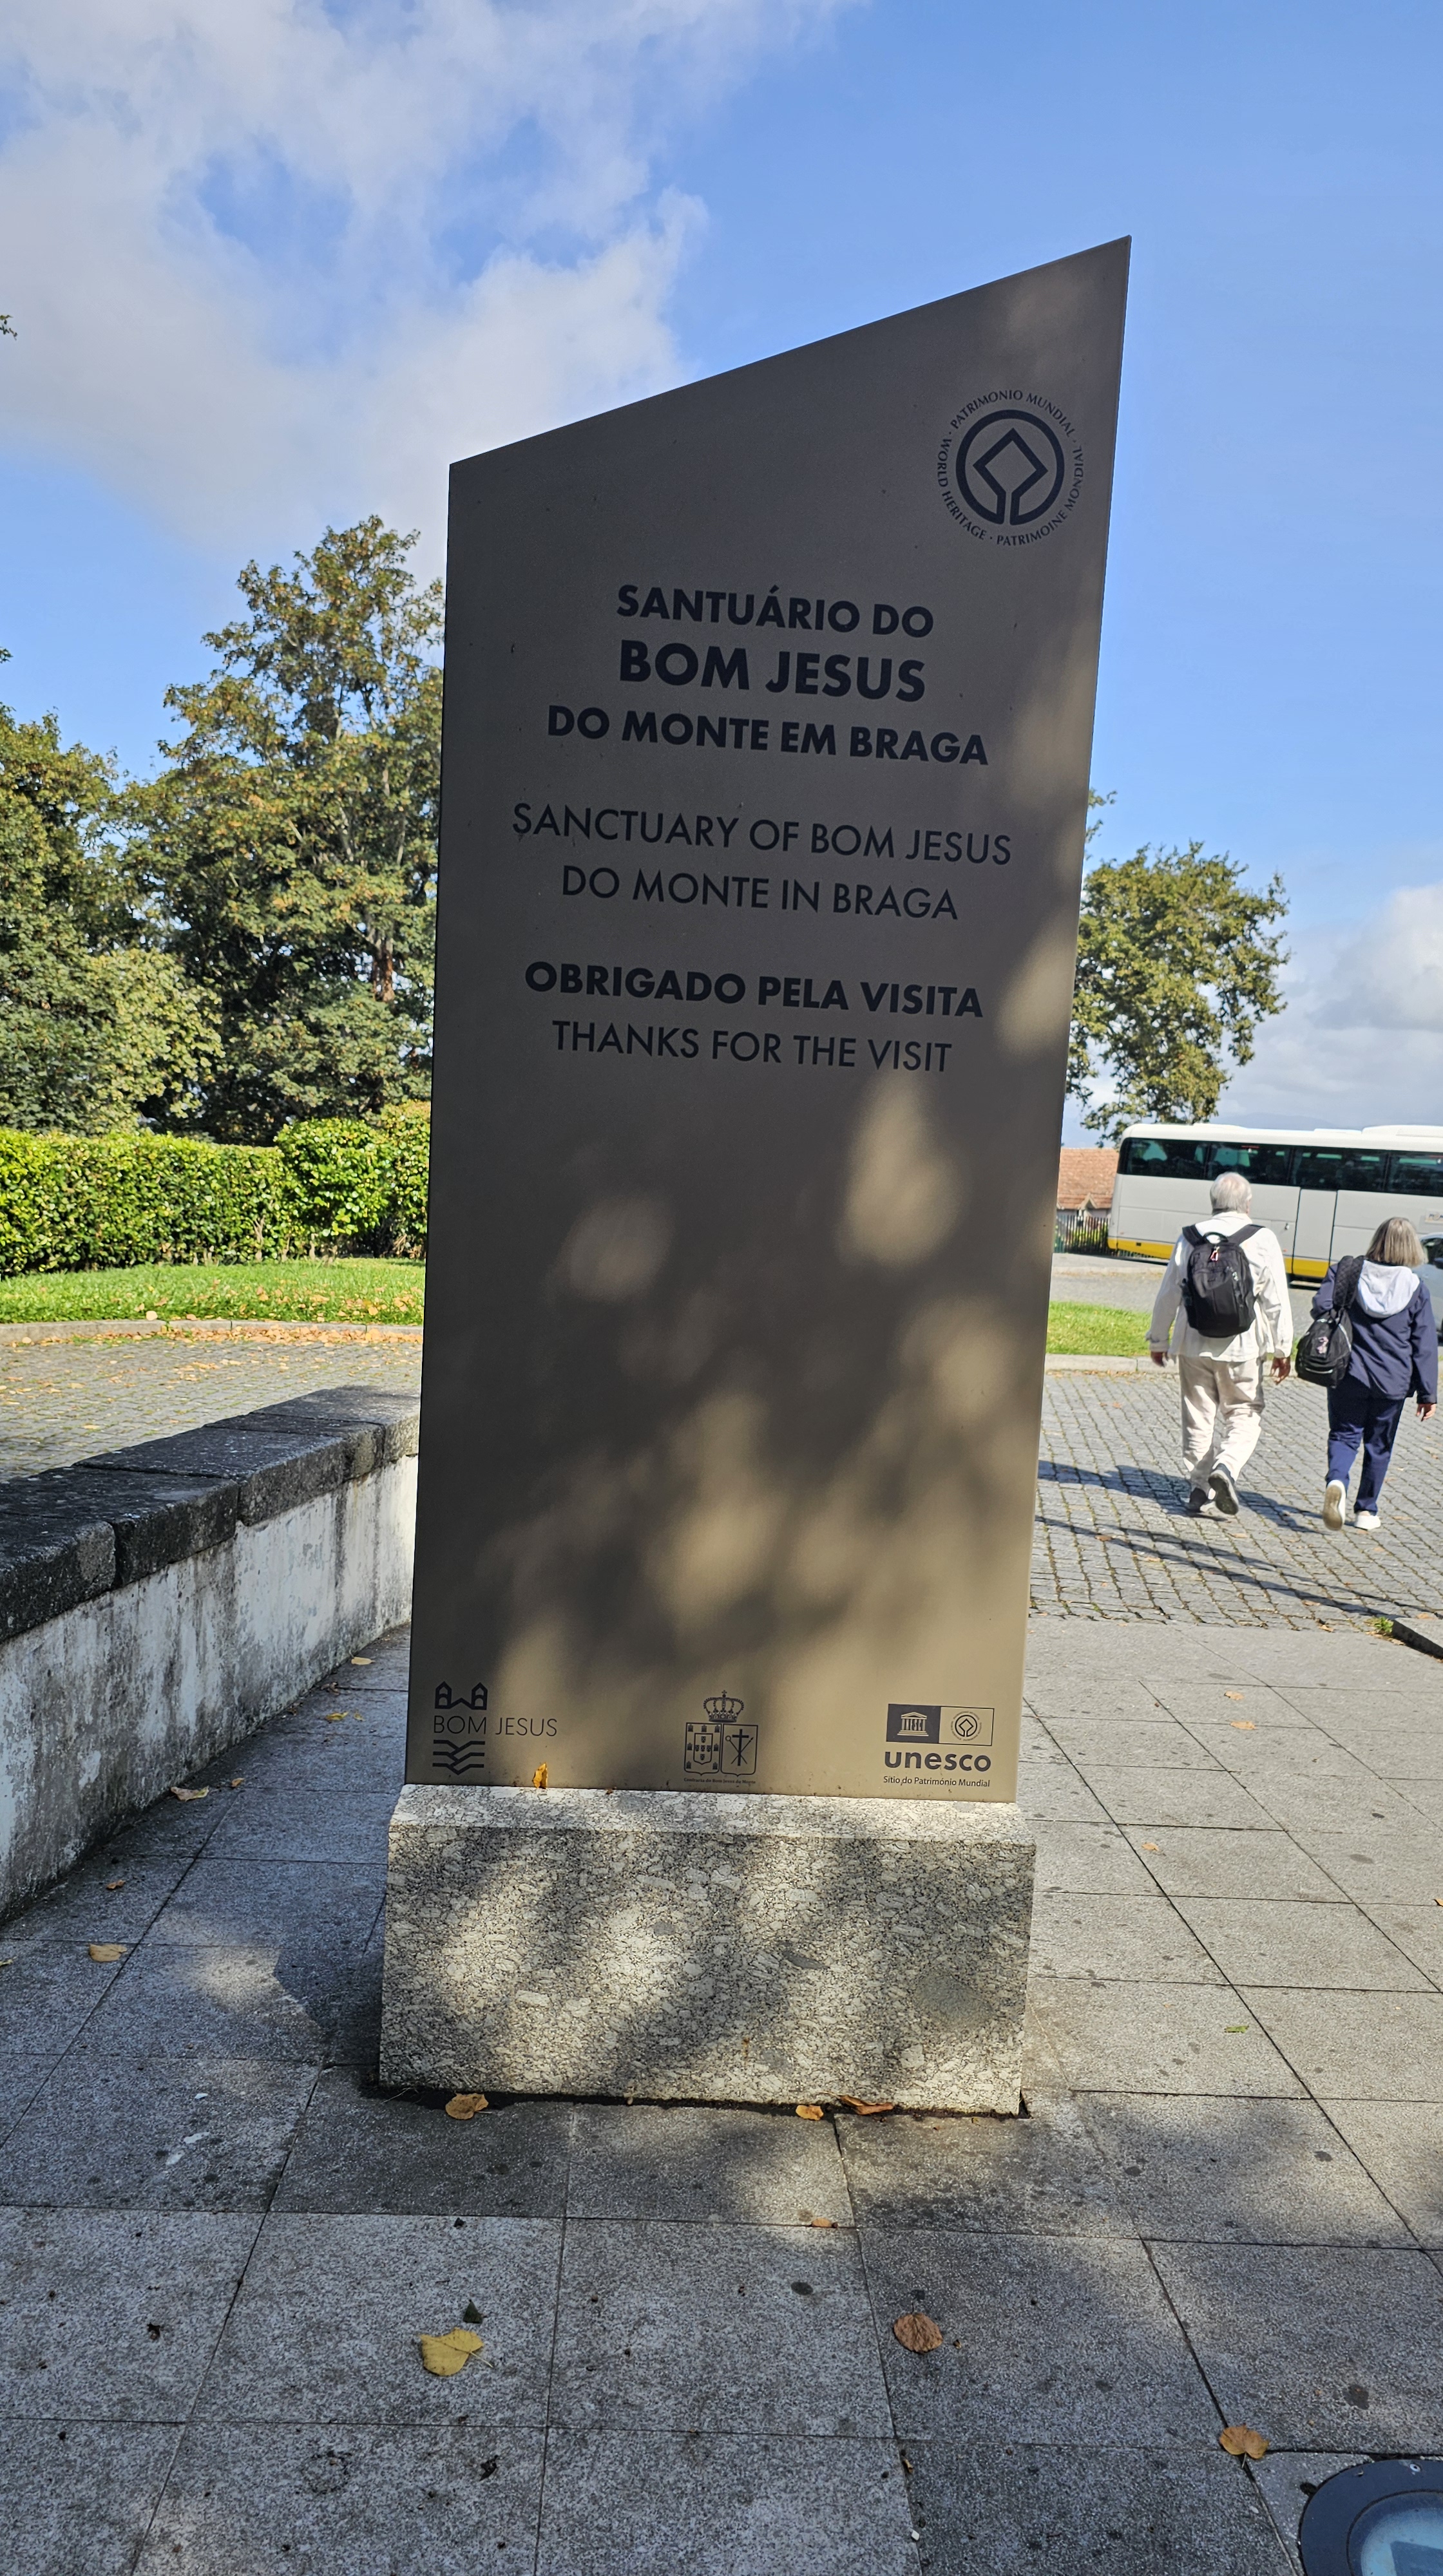 WORLD HERITAGE · PATRIMONIO MUNDIAL · PATRIMOINE MONDIAL ·
SANTUÁRIO DO
BOM JESUS
DO MONTE EM BRAGA
SANCTUARY OF BOM JESUS
DO MONTE IN BRAGA
OBRIGADO PELA VISITA
THANKS FOR THE VISIT
BOM JESUS
unesco
Sítio do Património Mundial